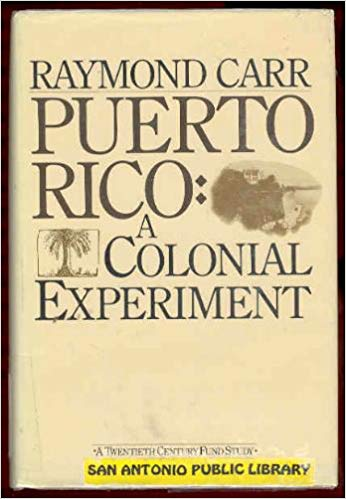 RAYMOND CARR
PUERTO
RICO:
A
COLONIAL
EXPERIMENT
•A TWENTIETH CENTURY FUND STUDY•
SAN ANTONIO PUBLIC LIBRARY